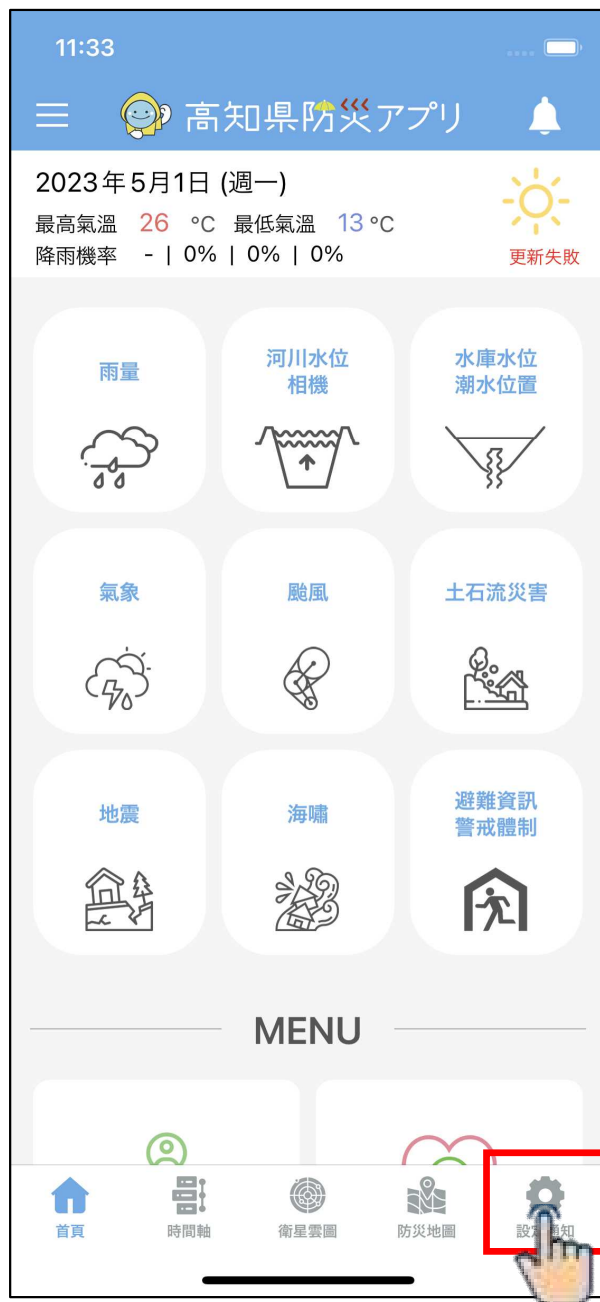 11:33
高知県防災アプリ
2023年5月1日 (週一)
最高氣溫 26 °C 最低氣溫 13 °C
降雨機率 - | 0% | 0% | 0%
更新失敗
雨量
河川水位
相機
水庫水位
潮水位置
氣象
颱風
土石流災害
地震
海嘯
避難資訊
警戒體制
MENU
首頁
時間軸
衛星雲圖
防災地圖
設定通知